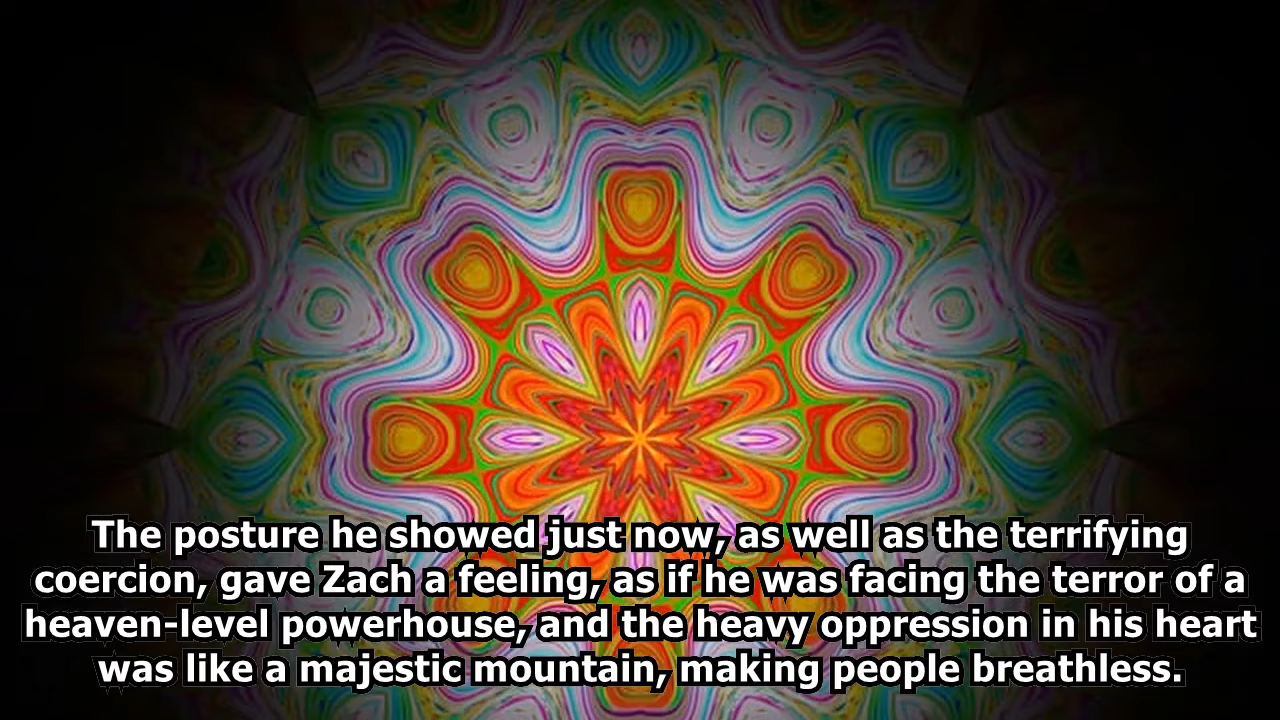 The posture he showed just now, as well as the terrifying
coercion, gave Zach a feeling, as if he was facing the terror of a
heaven-level powerhouse, and the heavy oppression in his heart
was like a majestic mountain, making people breathless.